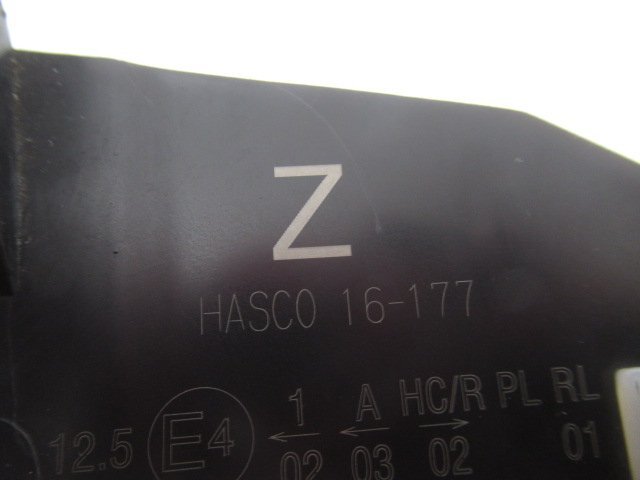 Z
HASCO 16-177
12.5 E4 1 A HC/R PL RL
← ← →
02 03 02 01